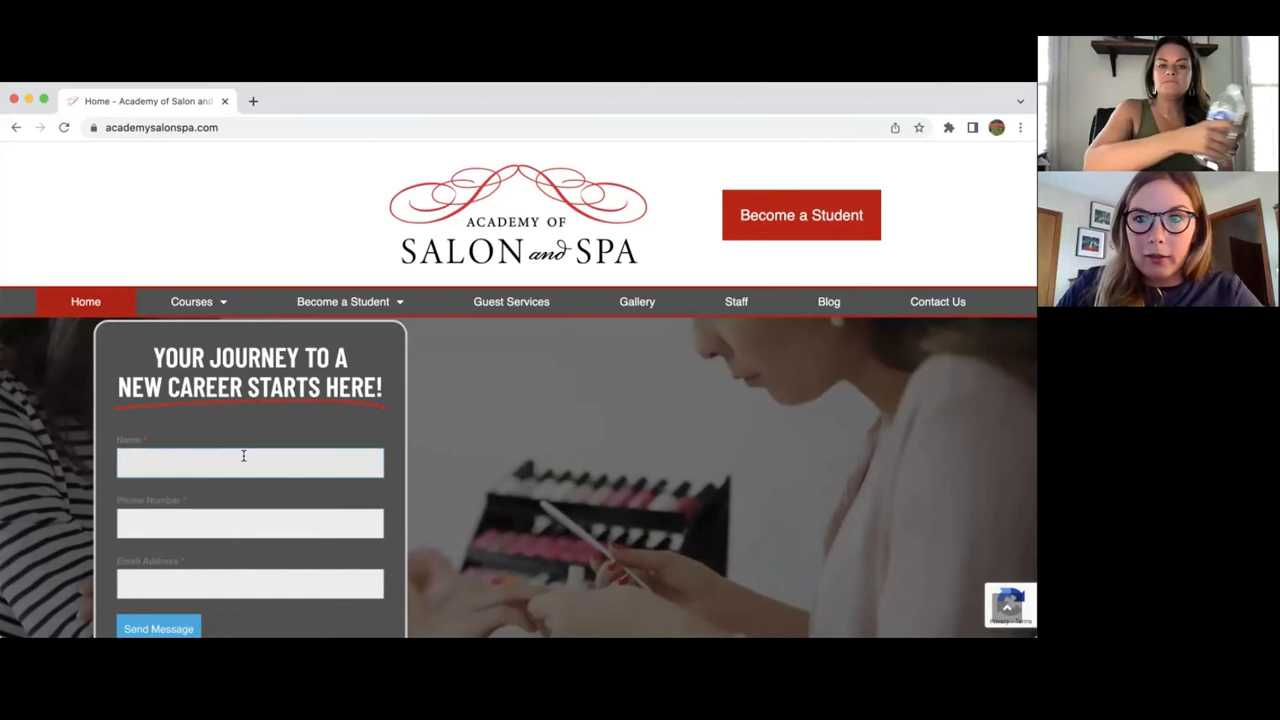 Home - Academy of Salon and
academysalonspa.com
ACADEMY OF
SALON and SPA
Become a Student
Home
Courses
Become a Student
Guest Services
Gallery
Staff
Blog
Contact Us
YOUR JOURNEY TO A
NEW CAREER STARTS HERE!
Name *
Phone Number *
Email Address *
Send Message
Privacy - Terms